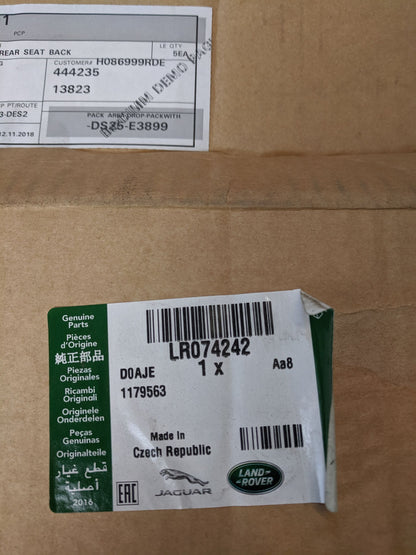 1
PCP
REAR SEAT BACK
LE QTY
5EA
CUSTOMER# H086999RDE
444235
13823
P PT/ROUTE
3-DES2
12.11.2018
PACK AREA-DROP-PACKWITH
-DS35-E3899
DEMO
Genuine
Parts
Pièces
d'Origine
純正部品
Piezas
Originales
Ricambi
Originali
Originele
Onderdelen
Peças
Genuinas
Originalteile
قطع غيار
أصلية
2016
LR074242
1 X
D0AJE
Aa8
1179563
Made in
Czech Republic
EAC
JAGUAR
LAND-
-ROVER